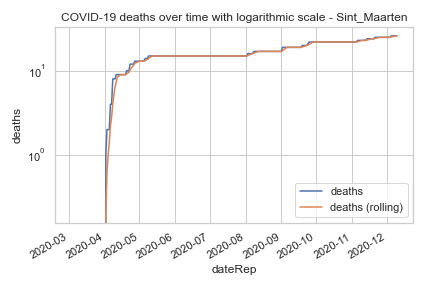 COVID-19 deaths over time with logarithmic scale - Sint_Maarten
deaths
10^1
10^0
deaths
deaths (rolling)
2020-03
2020-04
2020-05
2020-06
2020-07
2020-08
2020-09
2020-10
2020-11
2020-12
dateRep